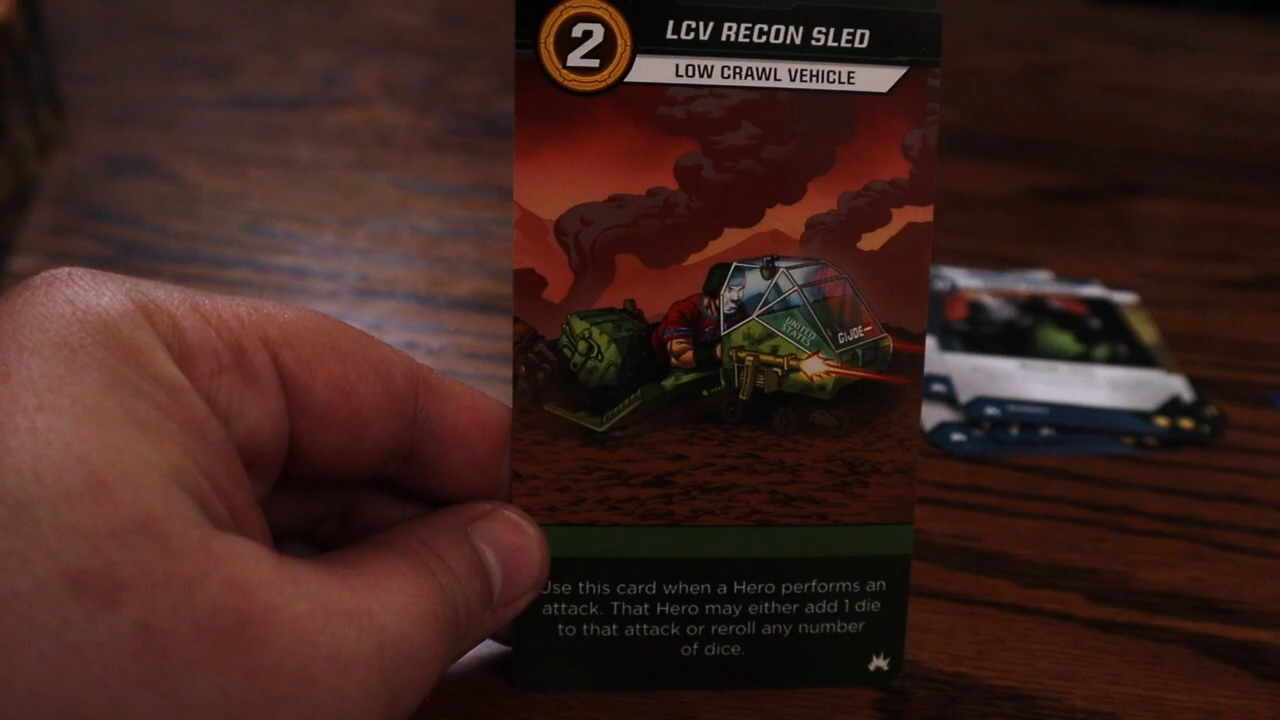 2
LCV RECON SLED
LOW CRAWL VEHICLE
UNITED
STATES
G.I.JOE
Use this card when a Hero performs an
attack. That Hero may either add 1 die
to that attack or reroll any number
of dice.